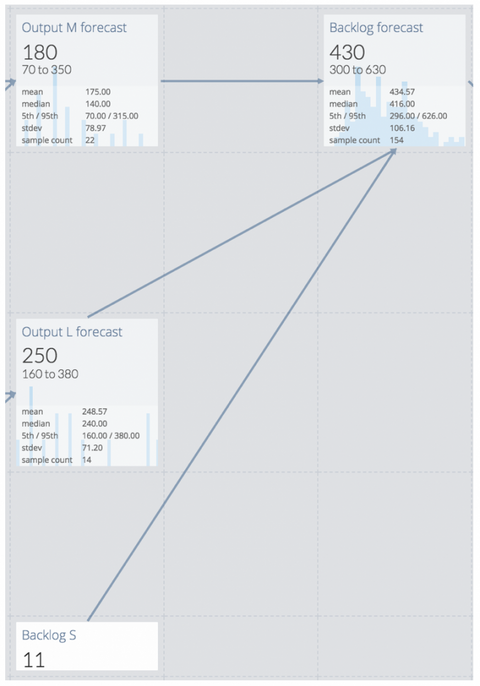 Output M forecast
180
70 to 350
mean 175.00
median 140.00
5th / 95th 70.00 / 315.00
stdev 78.97
sample count 22
Backlog forecast
430
300 to 630
mean 434.57
median 416.00
5th / 95th 296.00 / 626.00
stdev 106.16
sample count 154
Output L forecast
250
160 to 380
mean 248.57
median 240.00
5th / 95th 160.00 / 380.00
stdev 71.20
sample count 14
Backlog S
11